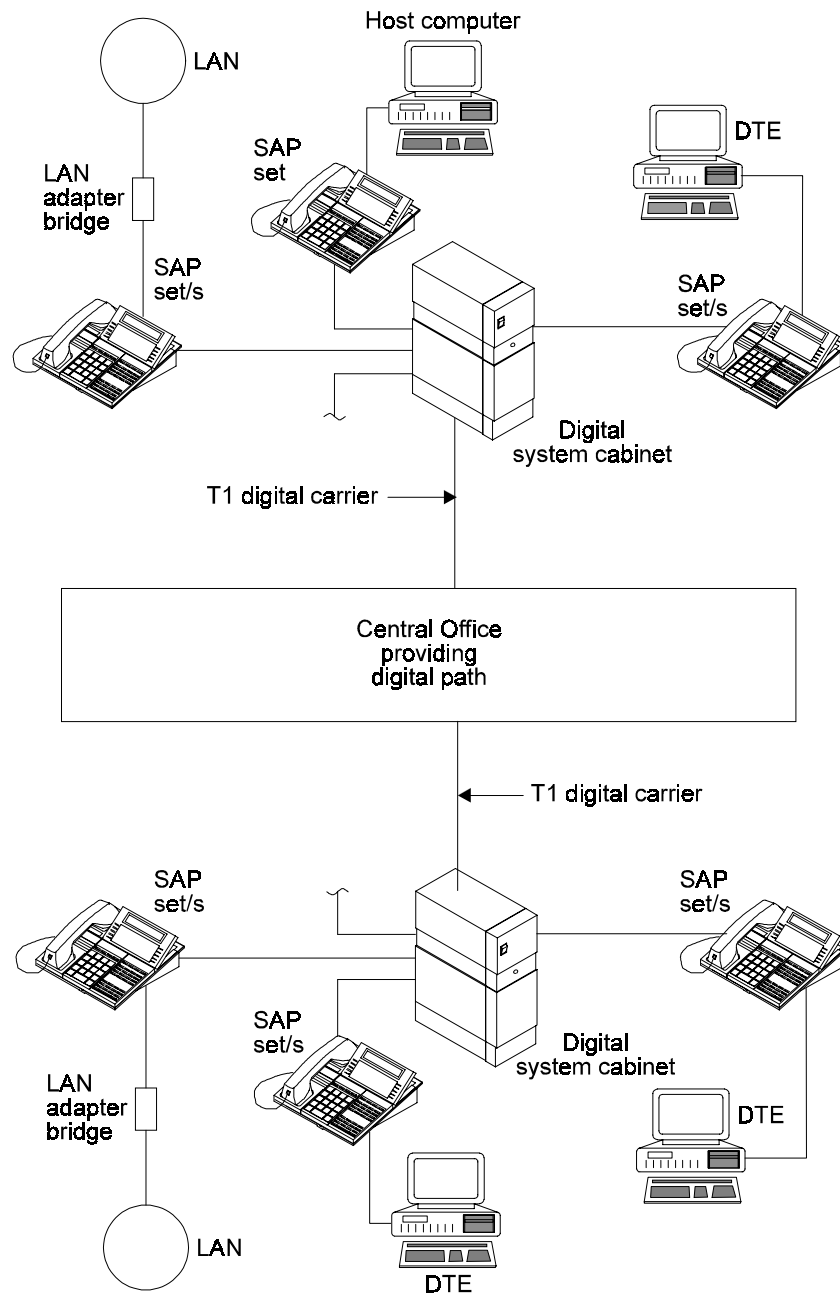 Host computer
LAN
DTE
SAP
set
LAN
adapter
bridge
SAP
set/s
SAP
set/s
Digital
system cabinet
T1 digital carrier
Central Office
providing
digital path
T1 digital carrier
SAP
set/s
SAP
set/s
SAP
set/s
Digital
system cabinet
LAN
adapter
bridge
DTE
LAN
DTE